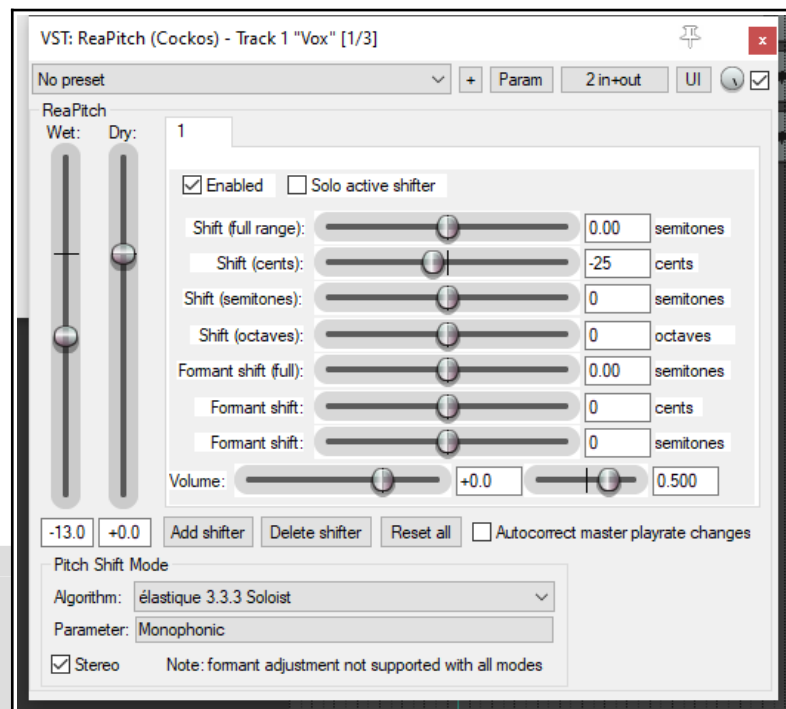 VST: ReaPitch (Cockos) - Track 1 "Vox" [1/3] x
No preset + Param 2 in+out UI
ReaPitch
Wet: Dry: 1
Enabled Solo active shifter
Shift (full range): 0.00 semitones
Shift (cents): -25 cents
Shift (semitones): 0 semitones
Shift (octaves): 0 octaves
Formant shift (full): 0.00 semitones
Formant shift: 0 cents
Formant shift: 0 semitones
Volume: +0.0 0.500
-13.0 +0.0 Add shifter Delete shifter Reset all Autocorrect master playrate changes
Pitch Shift Mode
Algorithm: élastique 3.3.3 Soloist
Parameter: Monophonic
Stereo Note: formant adjustment not supported with all modes